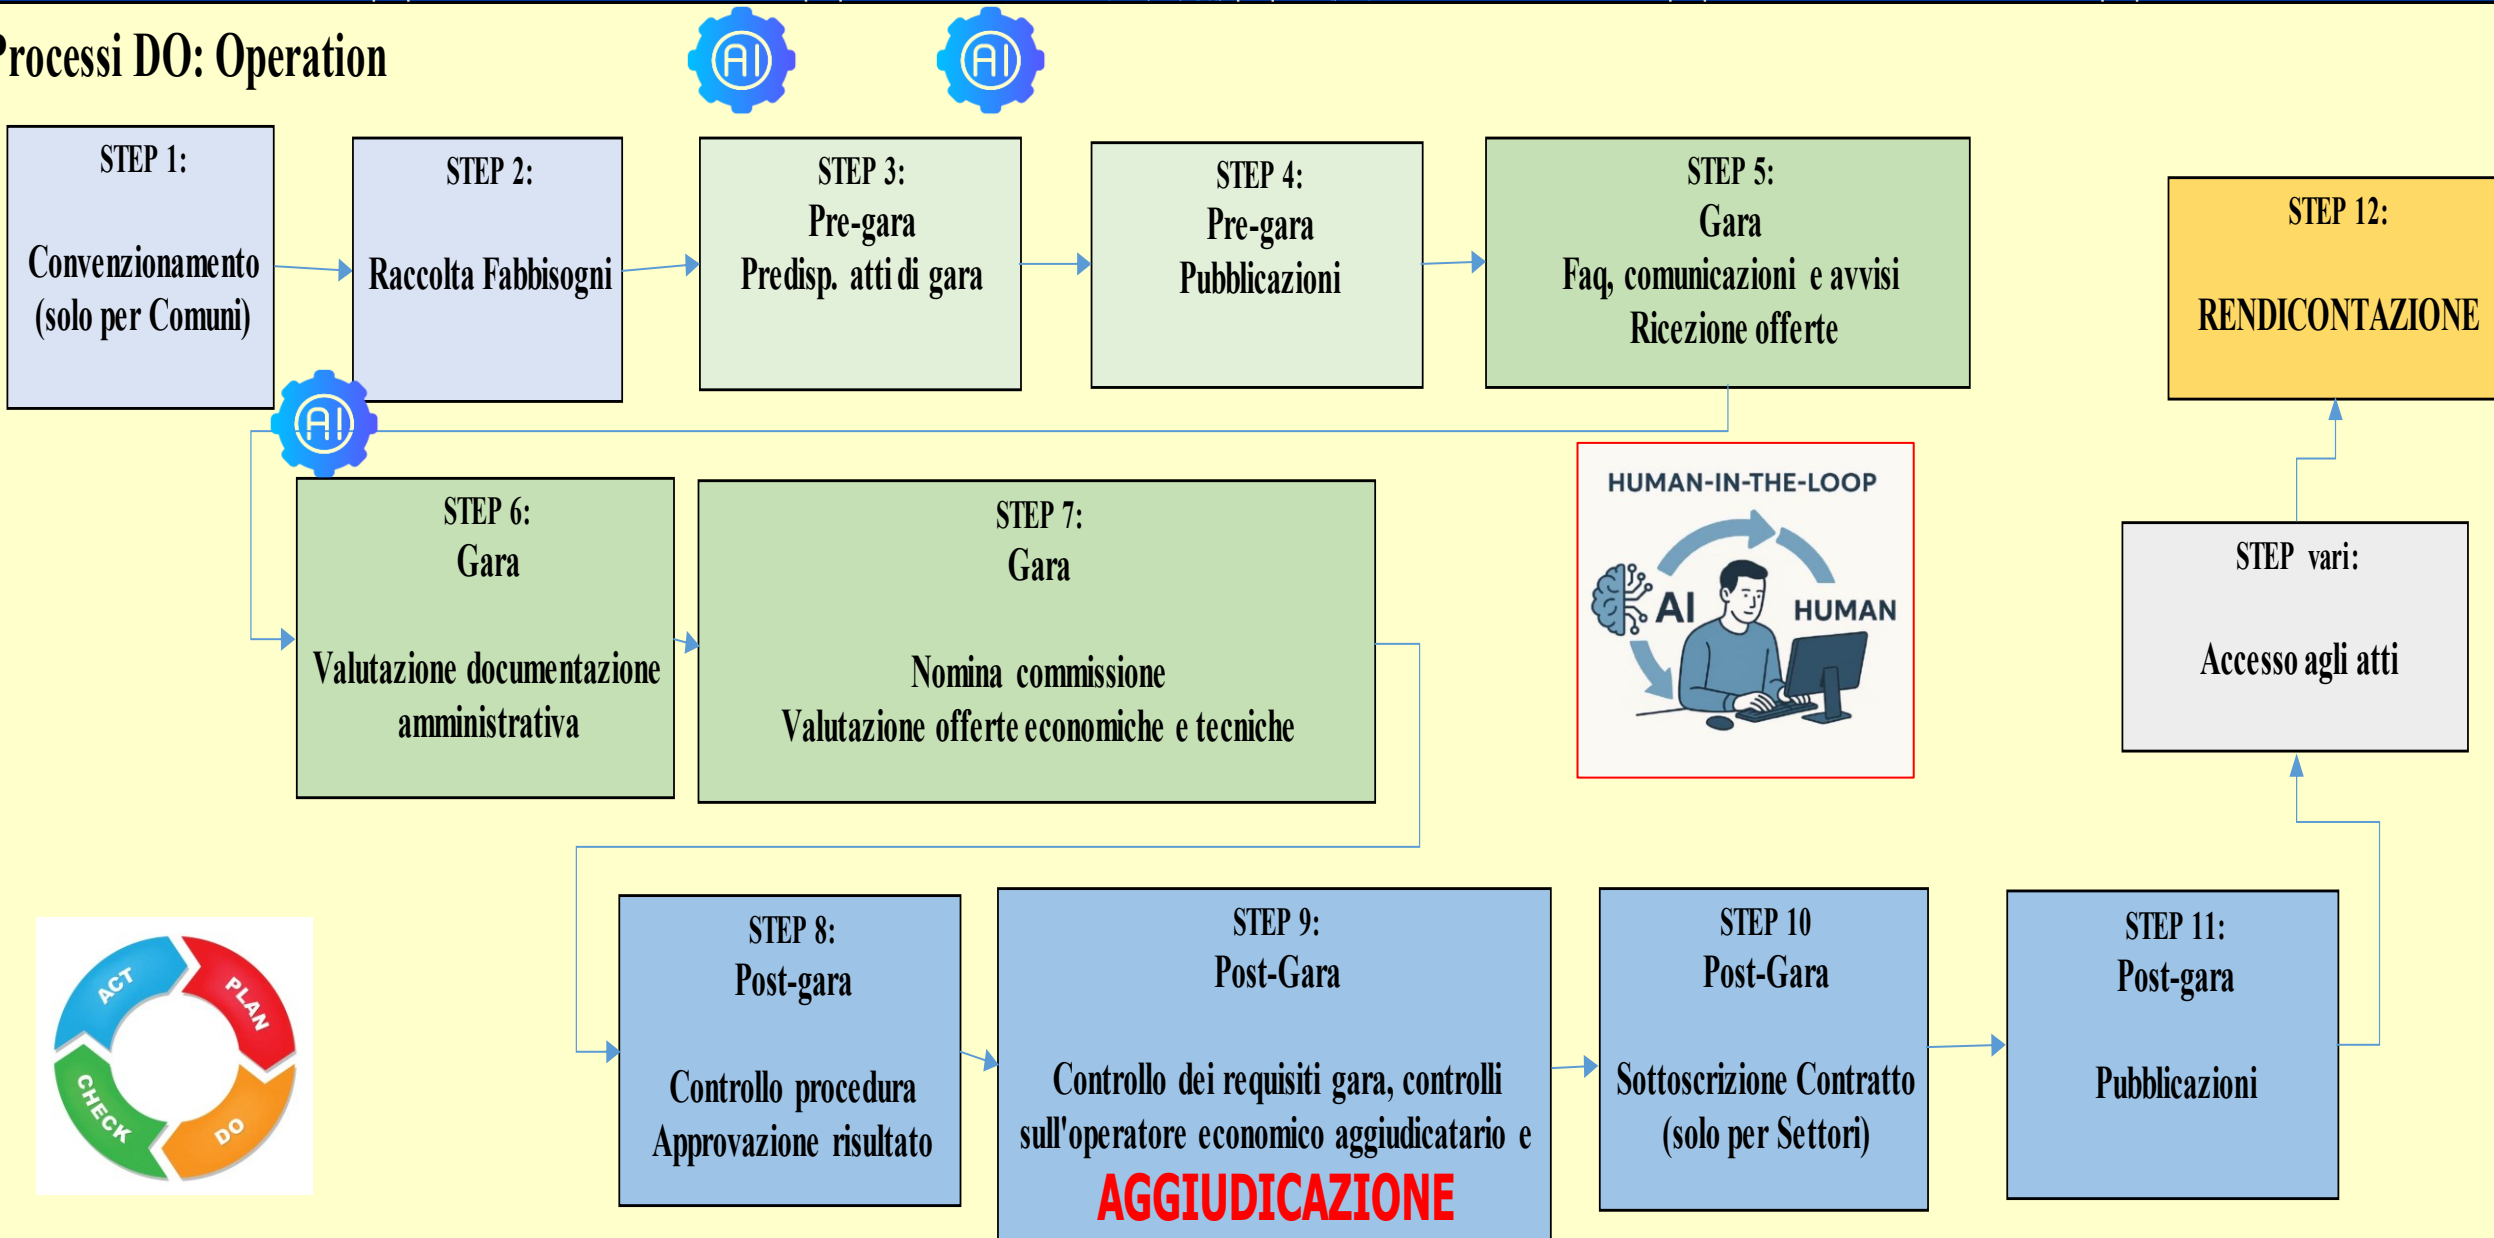 Processi DO: Operation
AI
AI
STEP 1:
Convenzionamento
(solo per Comuni)
STEP 2:
Raccolta Fabbisogni
STEP 3:
Pre-gara
Predisp. atti di gara
STEP 4:
Pre-gara
Pubblicazioni
STEP 5:
Gara
Faq, comunicazioni e avvisi
Ricezione offerte
STEP 12:
RENDICONTAZIONE
AI
STEP 6:
Gara
Valutazione documentazione
amministrativa
STEP 7:
Gara
Nomina commissione
Valutazione offerte economiche e tecniche
HUMAN-IN-THE-LOOP
AI
HUMAN
STEP vari:
Accesso agli atti
ACT
PLAN
CHECK
DO
STEP 8:
Post-gara
Controllo procedura
Approvazione risultato
STEP 9:
Post-Gara
Controllo dei requisiti gara, controlli
sull'operatore economico aggiudicatario e
AGGIUDICAZIONE
STEP 10
Post-Gara
Sottoscrizione Contratto
(solo per Settori)
STEP 11:
Post-gara
Pubblicazioni